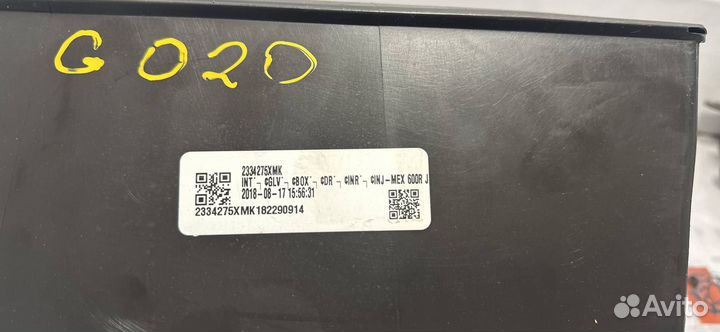 G020
2334275XMK
INT'¬ ¢GLV'¬ ¢BOX'¬ ¢DR'¬ ¢INR'¬ ¢INJ-MEX 600R J
2018-08-17 15:56:31
2334275XMK182290914
Avito